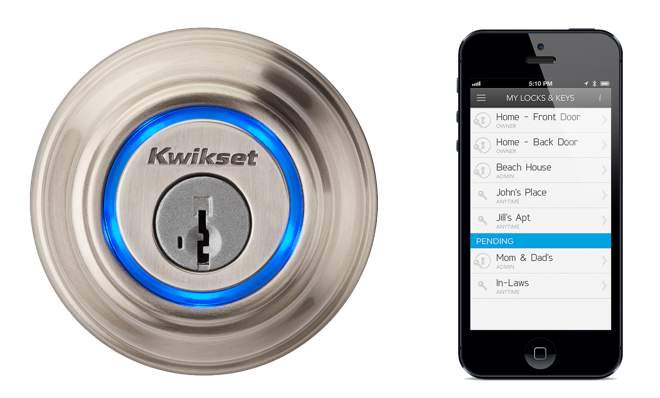 Kwikset
5:10 PM
MY LOCKS & KEYS
i
Home - Front Door
OWNER
Home - Back Door
OWNER
Beach House
ADMIN
John's Place
ANYTIME
Jill's Apt
ANYTIME
PENDING
Mom & Dad's
ADMIN
In-Laws
ANYTIME